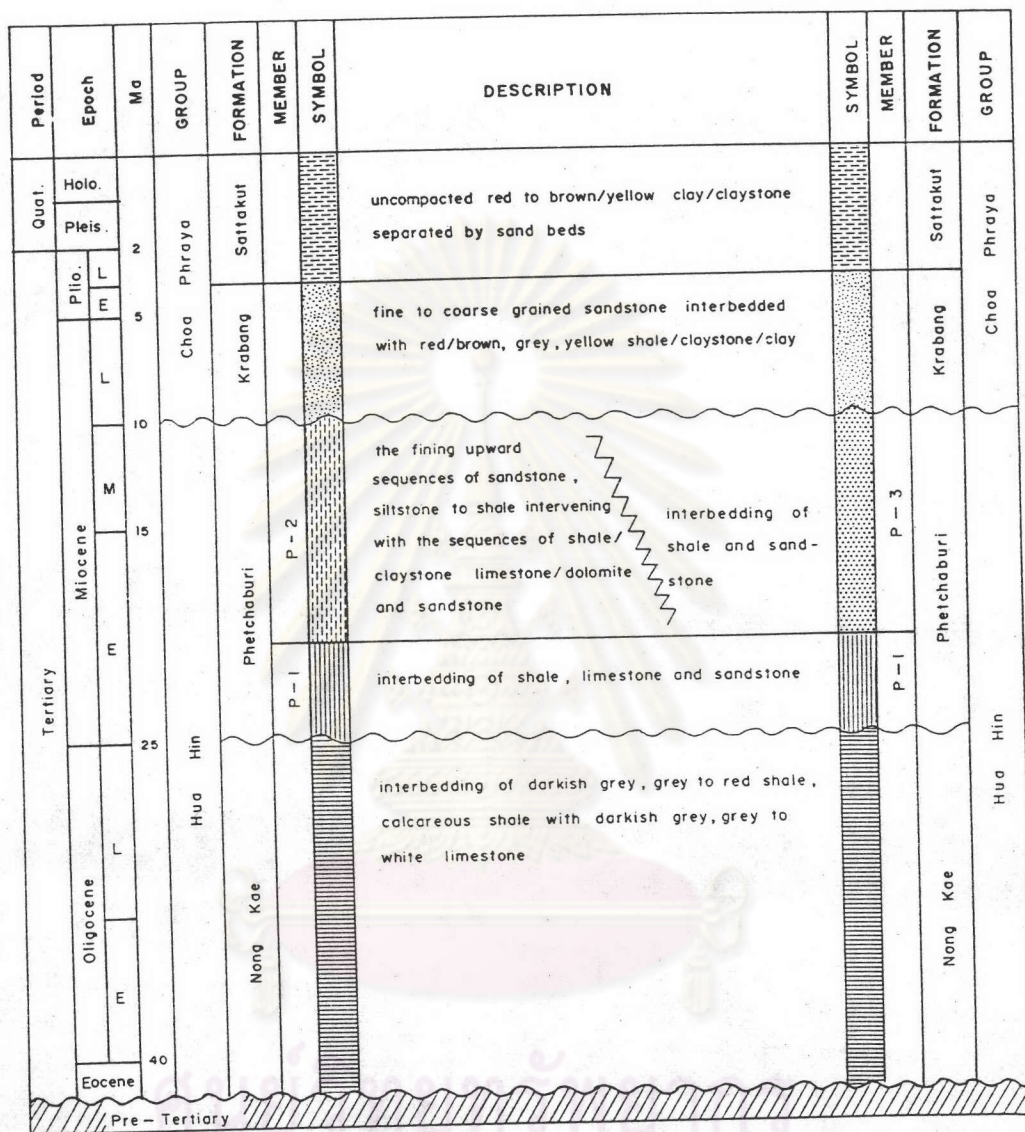 Period
Epoch
Ma
GROUP
FORMATION
MEMBER
SYMBOL
DESCRIPTION
SYMBOL
MEMBER
FORMATION
GROUP
Quat.
Holo.
Pleis.
2
Plio.
L
E
5
Choa Phraya
Sattakut
uncompacted red to brown/yellow clay/claystone
separated by sand beds
Sattakut
Choa Phraya
Krabang
fine to coarse grained sandstone interbedded
with red/brown, grey, yellow shale/claystone/clay
Krabang
Tertiary
Miocene
L
10
M
15
E
25
Hua Hin
Phetchaburi
P-2
the fining upward
sequences of sandstone,
siltstone to shale intervening
with the sequences of shale/
claystone limestone/dolomite
and sandstone
interbedding of
shale and sand-
stone
P-3
Phetchaburi
Hua Hin
P-1
interbedding of shale, limestone and sandstone
P-1
Oligocene
L
E
40
Nong Kae
interbedding of darkish grey, grey to red shale,
calcareous shale with darkish grey, grey to
white limestone
Nong Kae
Eocene
Pre-Tertiary